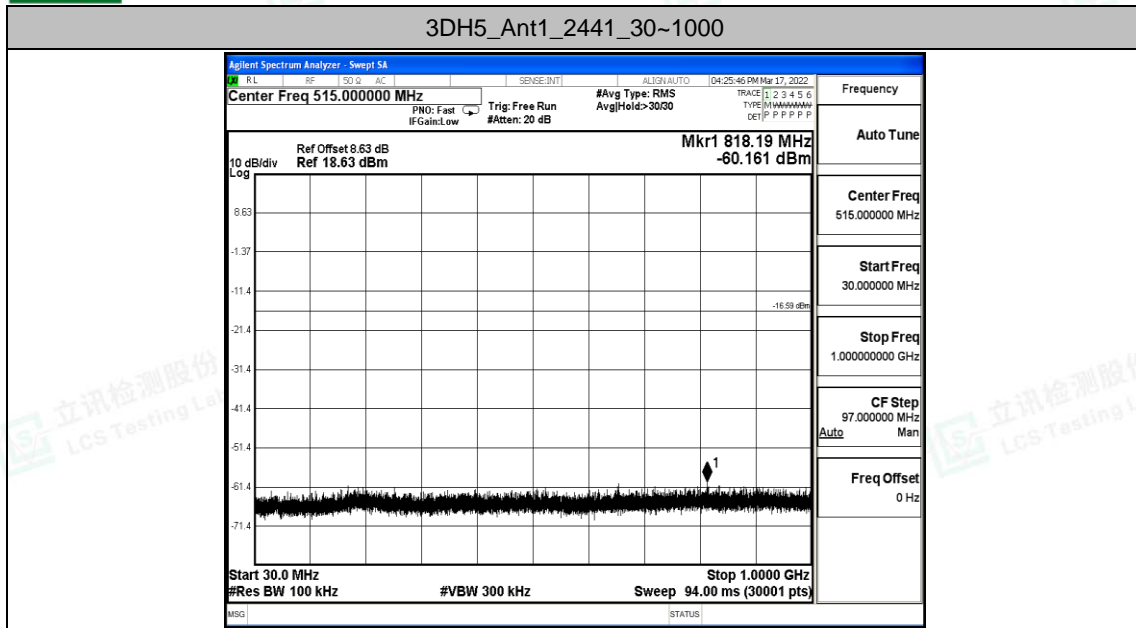 3DH5_Ant1_2441_30~1000
Agilent Spectrum Analyzer - Swept SA
RL RF 50 Ω AC SENSE:INT ALIGN AUTO 04:25:46 PM Mar 17, 2022
Center Freq 515.000000 MHz
PNO: Fast
IFGain:Low
Trig: Free Run
#Atten: 20 dB
#Avg Type: RMS
Avg|Hold:>30/30
TRACE 1 2 3 4 5 6
TYPE M WWWWW
DET P P P P P P
Ref Offset 8.63 dB
10 dB/div Ref 18.63 dBm
Log
Mkr1 818.19 MHz
-60.161 dBm
8.63
-1.37
-11.4
-16.59 dBm
-21.4
-31.4
-41.4
-51.4
1
-61.4
-71.4
Start 30.0 MHz
Stop 1.0000 GHz
#Res BW 100 kHz #VBW 300 kHz Sweep 94.00 ms (30001 pts)
MSG STATUS
Frequency
Auto Tune
Center Freq
515.000000 MHz
Start Freq
30.000000 MHz
Stop Freq
1.000000000 GHz
CF Step
97.000000 MHz
Auto Man
Freq Offset
0 Hz
立讯检测股份
LCS Testing Lab
立讯检测股份
LCS Testing L